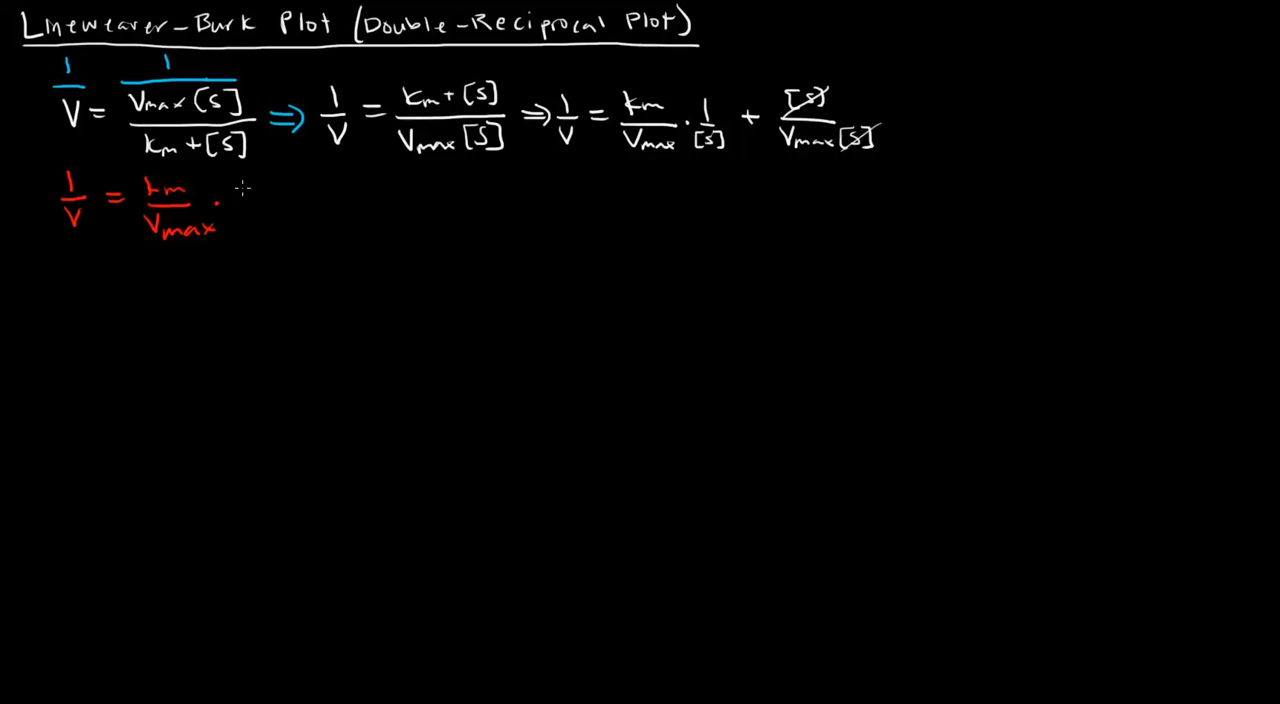 Lineweaver-Burk Plot (Double-Reciprocal Plot)
1/V = 1/(Vmax[S]/(km+[S])) ⇒ 1/V = (km+[S])/(Vmax[S]) ⇒ 1/V = km/Vmax · 1/[S] + [S]/(Vmax[S])
1/V = km/Vmax ·